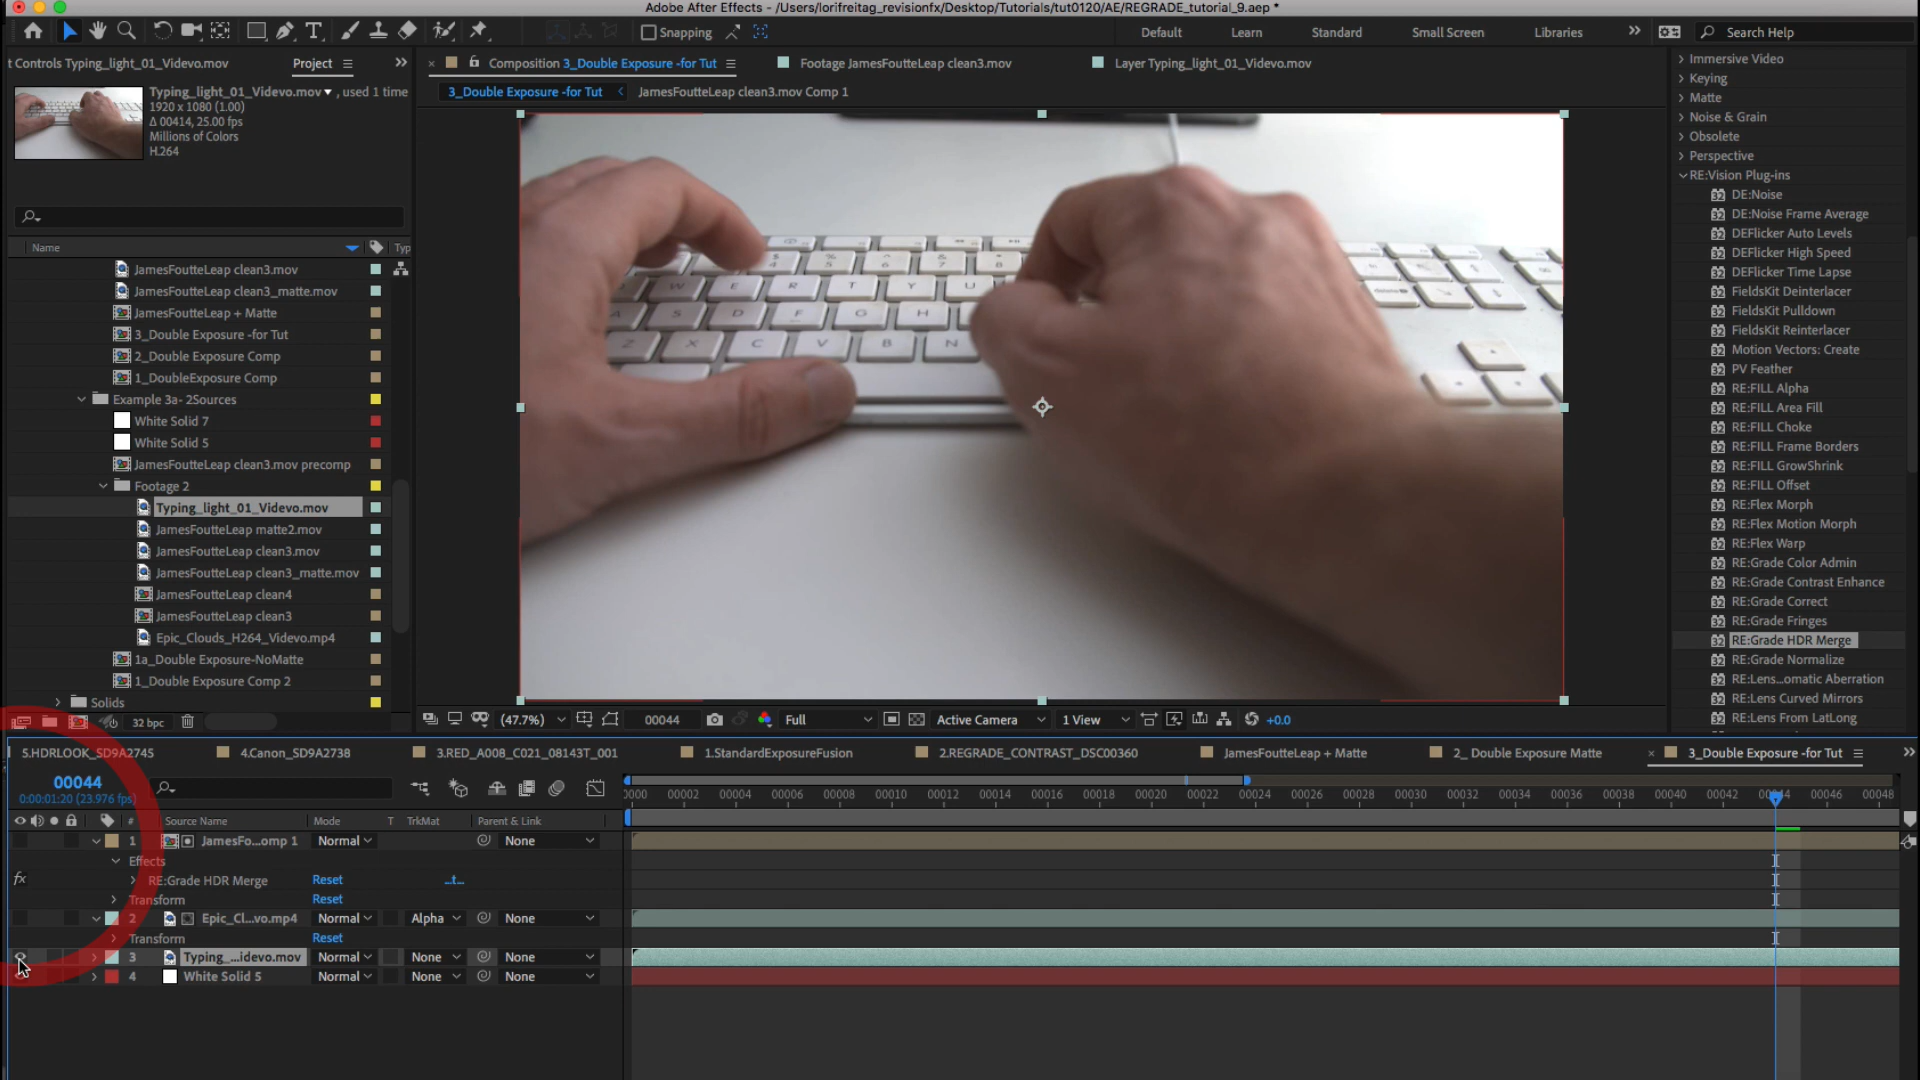 Adobe After Effects - /Users/lorifreitag_revisionfx/Desktop/Tutorials/tut0120/AE/REGRADE_tutorial_9.aep *
Snapping
Default
Learn
Standard
Small Screen
Libraries
Search Help
t Controls Typing_light_01_Videvo.mov
Project
Composition 3_Double Exposure -for Tut
Footage JamesFoutteLeap clean3.mov
Layer Typing_light_01_Videvo.mov
3_Double Exposure -for Tut
JamesFoutteLeap clean3.mov Comp 1
Typing_light_01_Videvo.mov , used 1 time
1920 x 1080 (1.00)
Δ 00414, 25.00 fps
Millions of Colors
H.264
Name
Typ
JamesFoutteLeap clean3.mov
JamesFoutteLeap clean3_matte.mov
JamesFoutteLeap + Matte
3_Double Exposure -for Tut
2_Double Exposure Comp
1_DoubleExposure Comp
Example 3a- 2Sources
White Solid 7
White Solid 5
JamesFoutteLeap clean3.mov precomp
Footage 2
Typing_light_01_Videvo.mov
JamesFoutteLeap matte2.mov
JamesFoutteLeap clean3.mov
JamesFoutteLeap clean3_matte.mov
JamesFoutteLeap clean4
JamesFoutteLeap clean3
Epic_Clouds_H264_Videvo.mp4
1a_Double Exposure-NoMatte
1_Double Exposure Comp 2
Solids
32 bpc
$ % ^ & *
4 5 6 7 8
W E R T Y U
A S D F G H
Z X C V B N
delete
(47.7%)
00044
Full
Active Camera
1 View
+0.0
Immersive Video
Keying
Matte
Noise & Grain
Obsolete
Perspective
RE:Vision Plug-ins
DE:Noise
DE:Noise Frame Average
DEFlicker Auto Levels
DEFlicker High Speed
DEFlicker Time Lapse
FieldsKit Deinterlacer
FieldsKit Pulldown
FieldsKit Reinterlacer
Motion Vectors: Create
PV Feather
RE:FILL Alpha
RE:FILL Area Fill
RE:FILL Choke
RE:FILL Frame Borders
RE:FILL GrowShrink
RE:FILL Offset
RE:Flex Morph
RE:Flex Motion Morph
RE:Flex Warp
RE:Grade Color Admin
RE:Grade Contrast Enhance
RE:Grade Correct
RE:Grade Fringes
RE:Grade HDR Merge
RE:Grade Normalize
RE:Lens...omatic Aberration
RE:Lens Curved Mirrors
RE:Lens From LatLong
5.HDRLOOK_SD9A2745
4.Canon_SD9A2738
3.RED_A008_C021_08143T_001
1.StandardExposureFusion
2.REGRADE_CONTRAST_DSC00360
JamesFoutteLeap + Matte
2_ Double Exposure Matte
3_Double Exposure -for Tut
00044
0:00:01:20 (23.976 fps)
0000 00002 00004 00006 00008 00010 00012 00014 00016 00018 00020 00022 00024 00026 00028 00030 00032 00034 00036 00038 00040 00042 00044 00046 00048
# Source Name Mode T TrkMat Parent & Link
1 JamesFo...omp 1 Normal None
Effects
fx RE:Grade HDR Merge Reset ..t...
Transform Reset
2 Epic_Cl...vo.mp4 Normal Alpha None
Transform Reset
3 Typing_...idevo.mov Normal None None
4 White Solid 5 Normal None None